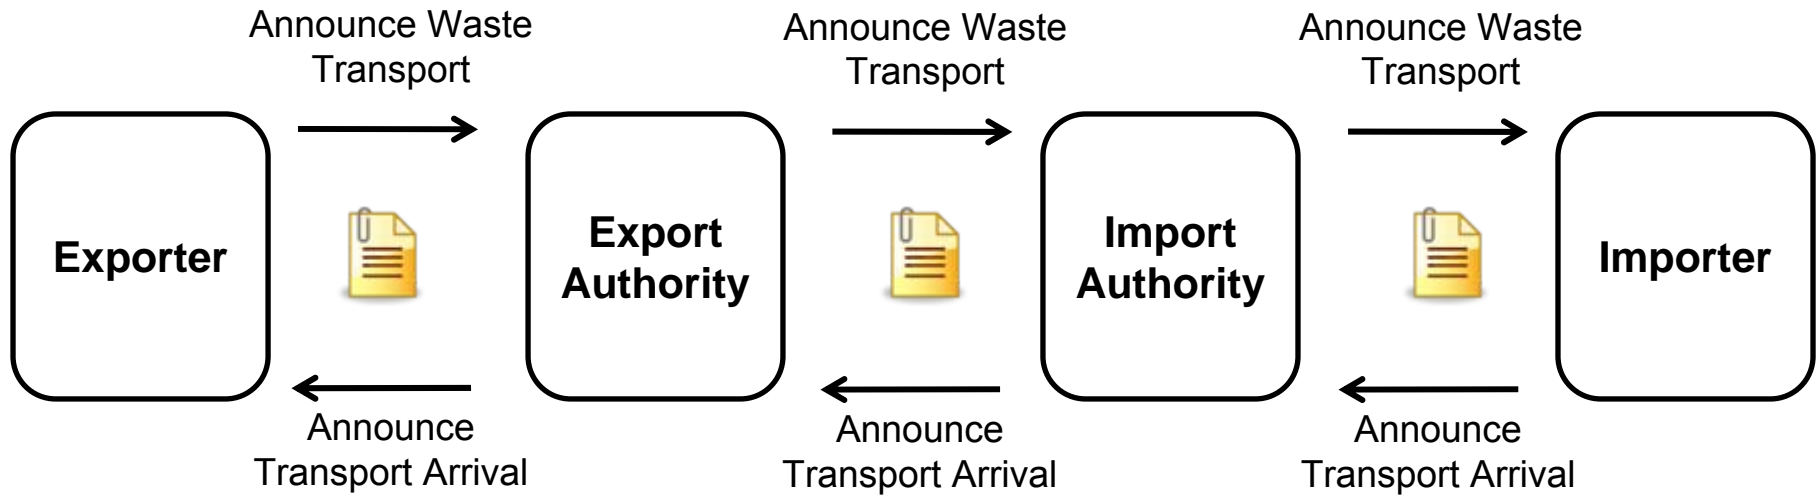 Announce Waste
Transport
Announce Waste
Transport
Announce Waste
Transport
Exporter
Export
Authority
Import
Authority
Importer
Announce
Transport Arrival
Announce
Transport Arrival
Announce
Transport Arrival